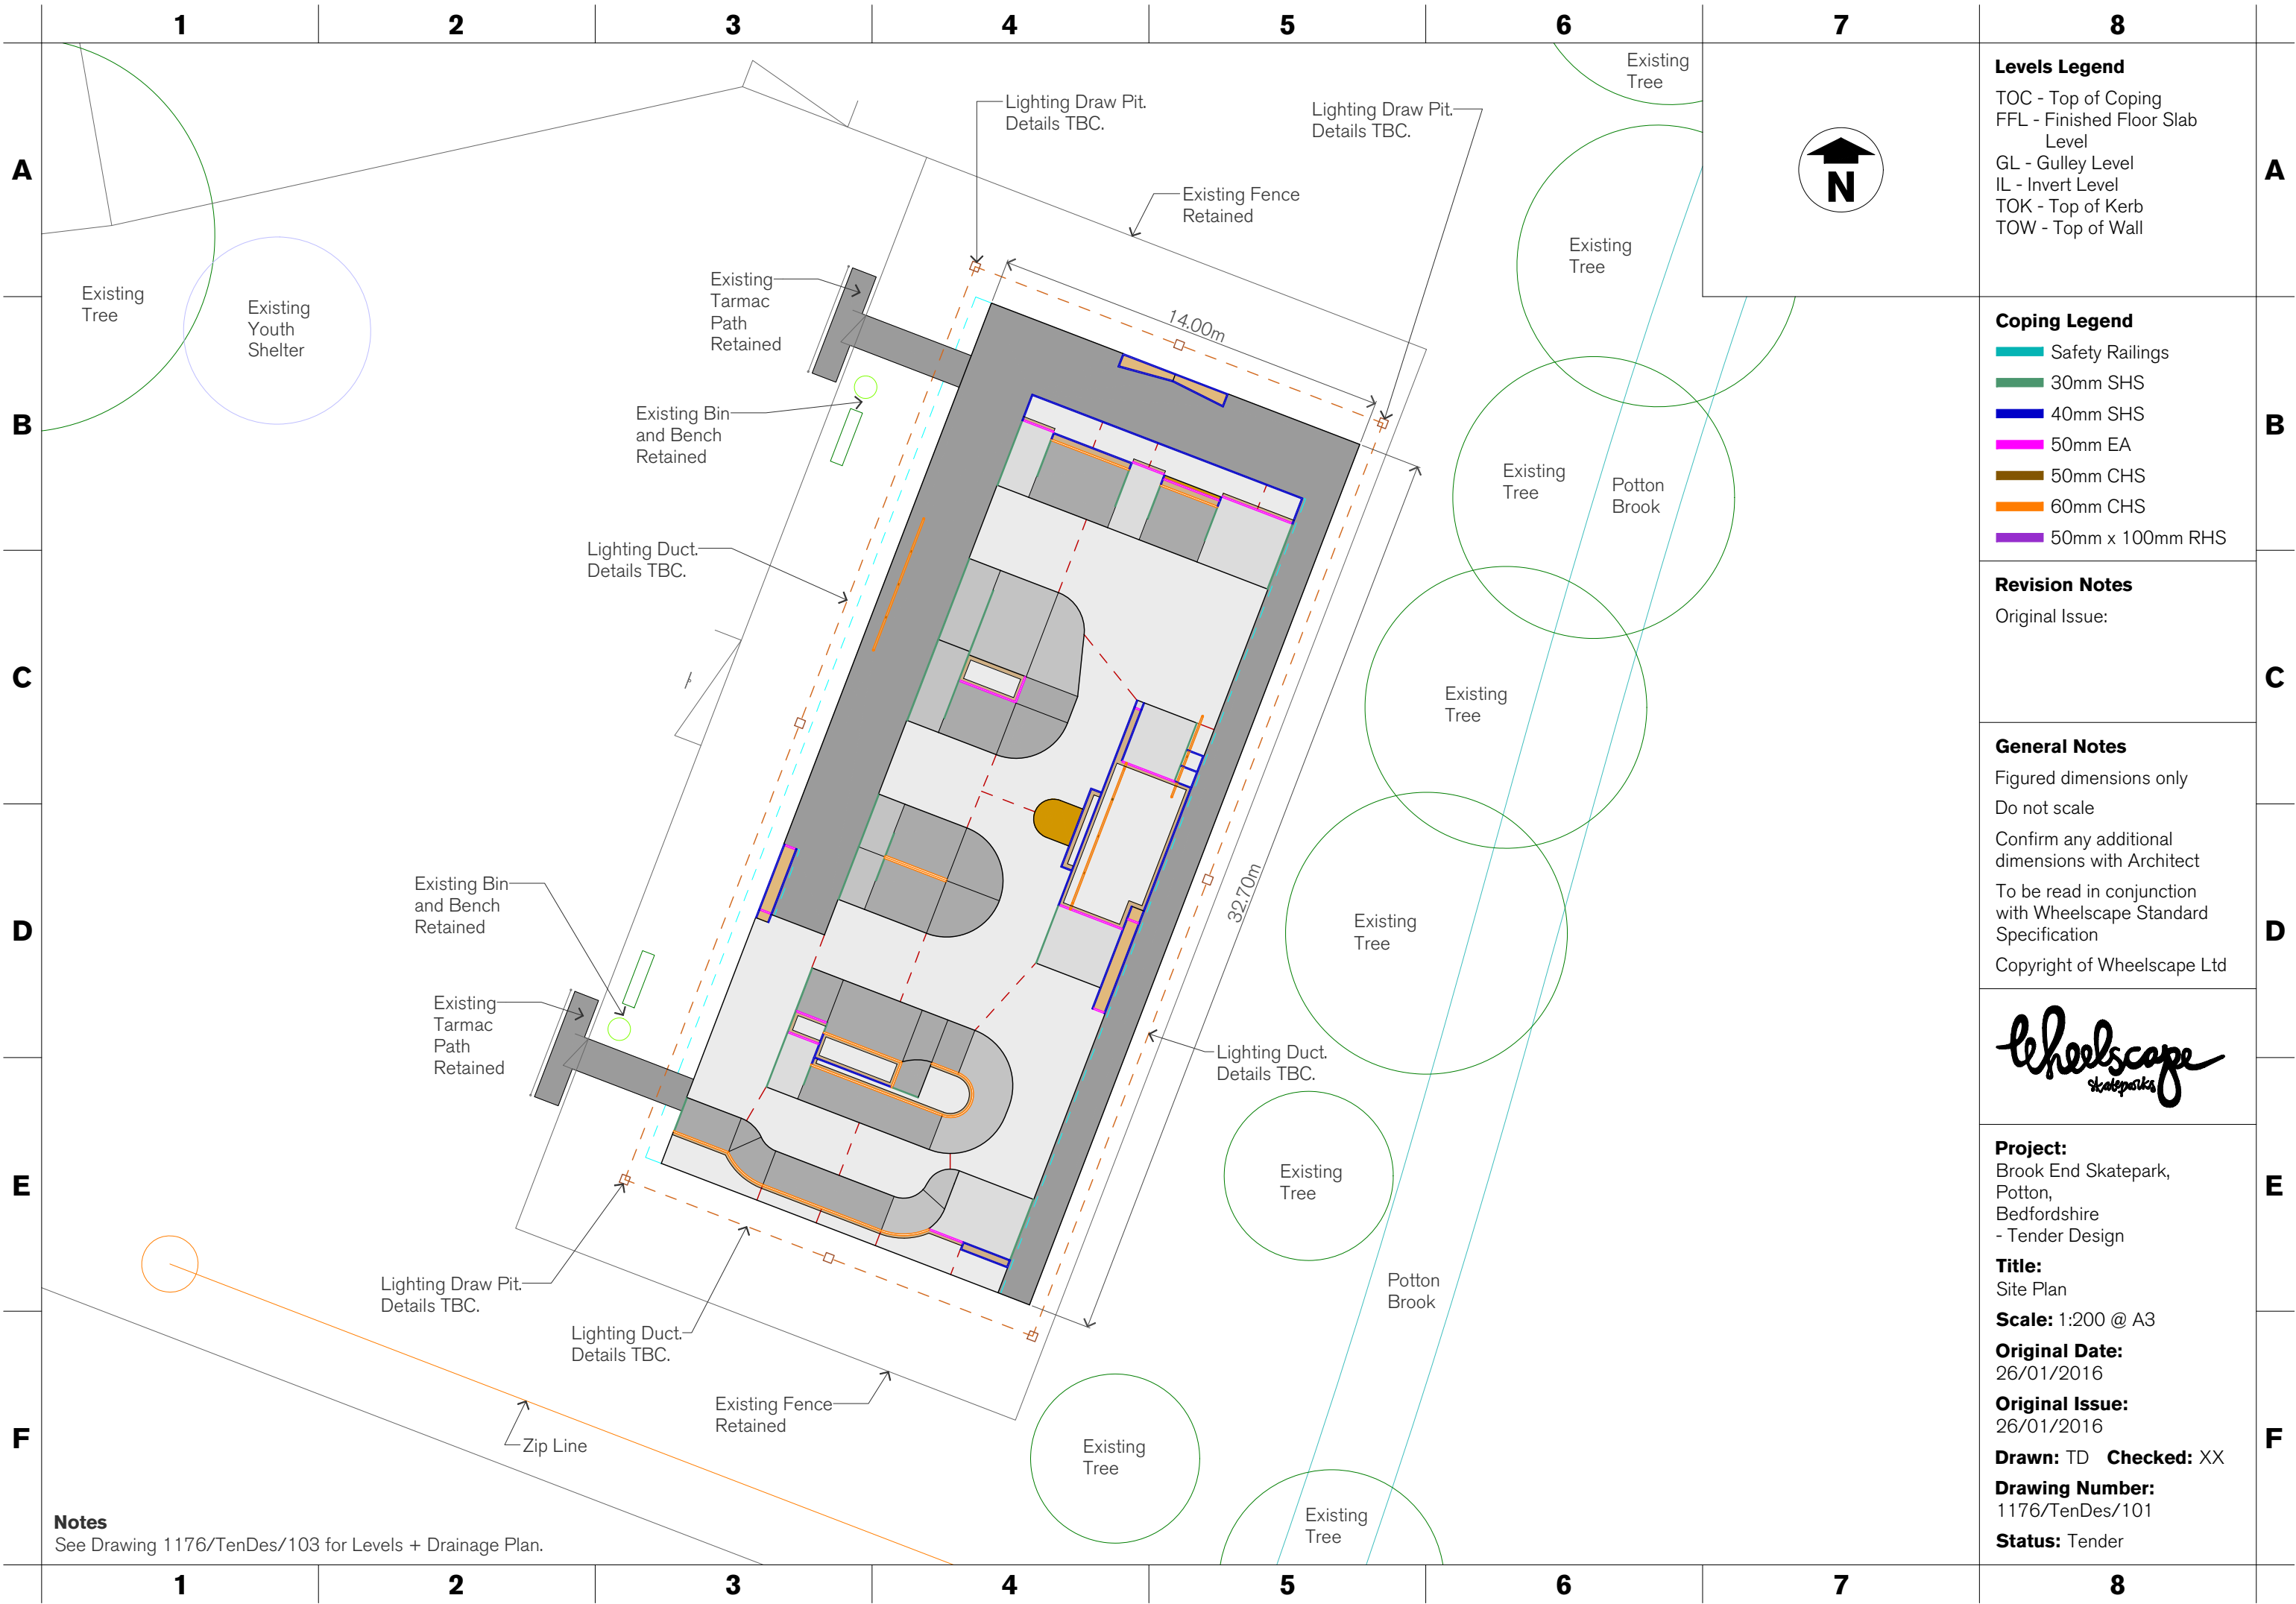 1 2 3 4 5 6 7 8
A
B
C
D
E
F
Existing
Tree
Existing
Youth
Shelter
Lighting Draw Pit.
Details TBC.
Lighting Draw Pit.
Details TBC.
Existing Fence
Retained
Existing
Tarmac
Path
Retained
14.00m
Existing Bin
and Bench
Retained
Lighting Duct.
Details TBC.
32.70m
Existing Bin
and Bench
Retained
Existing
Tarmac
Path
Retained
Lighting Duct.
Details TBC.
Lighting Draw Pit.
Details TBC.
Lighting Duct.
Details TBC.
Existing Fence
Retained
Zip Line
Existing
Tree
Existing
Tree
Existing
Tree
Potton
Brook
Existing
Tree
Existing
Tree
Existing
Tree
Potton
Brook
Existing
Tree
Existing
Tree
Notes
See Drawing 1176/TenDes/103 for Levels + Drainage Plan.
N
Levels Legend
TOC - Top of Coping
FFL - Finished Floor Slab
Level
GL - Gulley Level
IL - Invert Level
TOK - Top of Kerb
TOW - Top of Wall
Coping Legend
Safety Railings
30mm SHS
40mm SHS
50mm EA
50mm CHS
60mm CHS
50mm x 100mm RHS
Revision Notes
Original Issue:
General Notes
Figured dimensions only
Do not scale
Confirm any additional
dimensions with Architect
To be read in conjunction
with Wheelscape Standard
Specification
Copyright of Wheelscape Ltd
Wheelscape
skateparks
Project:
Brook End Skatepark,
Potton,
Bedfordshire
- Tender Design
Title:
Site Plan
Scale: 1:200 @ A3
Original Date:
26/01/2016
Original Issue:
26/01/2016
Drawn: TD Checked: XX
Drawing Number:
1176/TenDes/101
Status: Tender
A
B
C
D
E
F
1 2 3 4 5 6 7 8